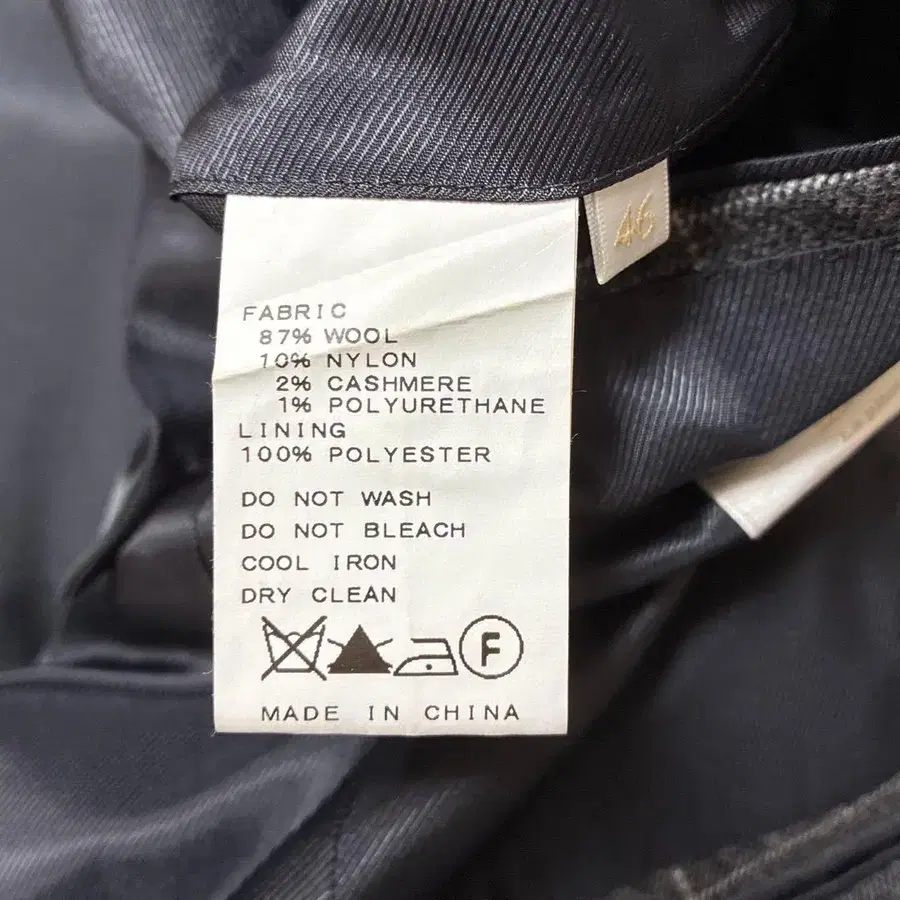 46
FABRIC
87% WOOL
10% NYLON
2% CASHMERE
1% POLYURETHANE
LINING
100% POLYESTER
DO NOT WASH
DO NOT BLEACH
COOL IRON
DRY CLEAN
F
MADE IN CHINA